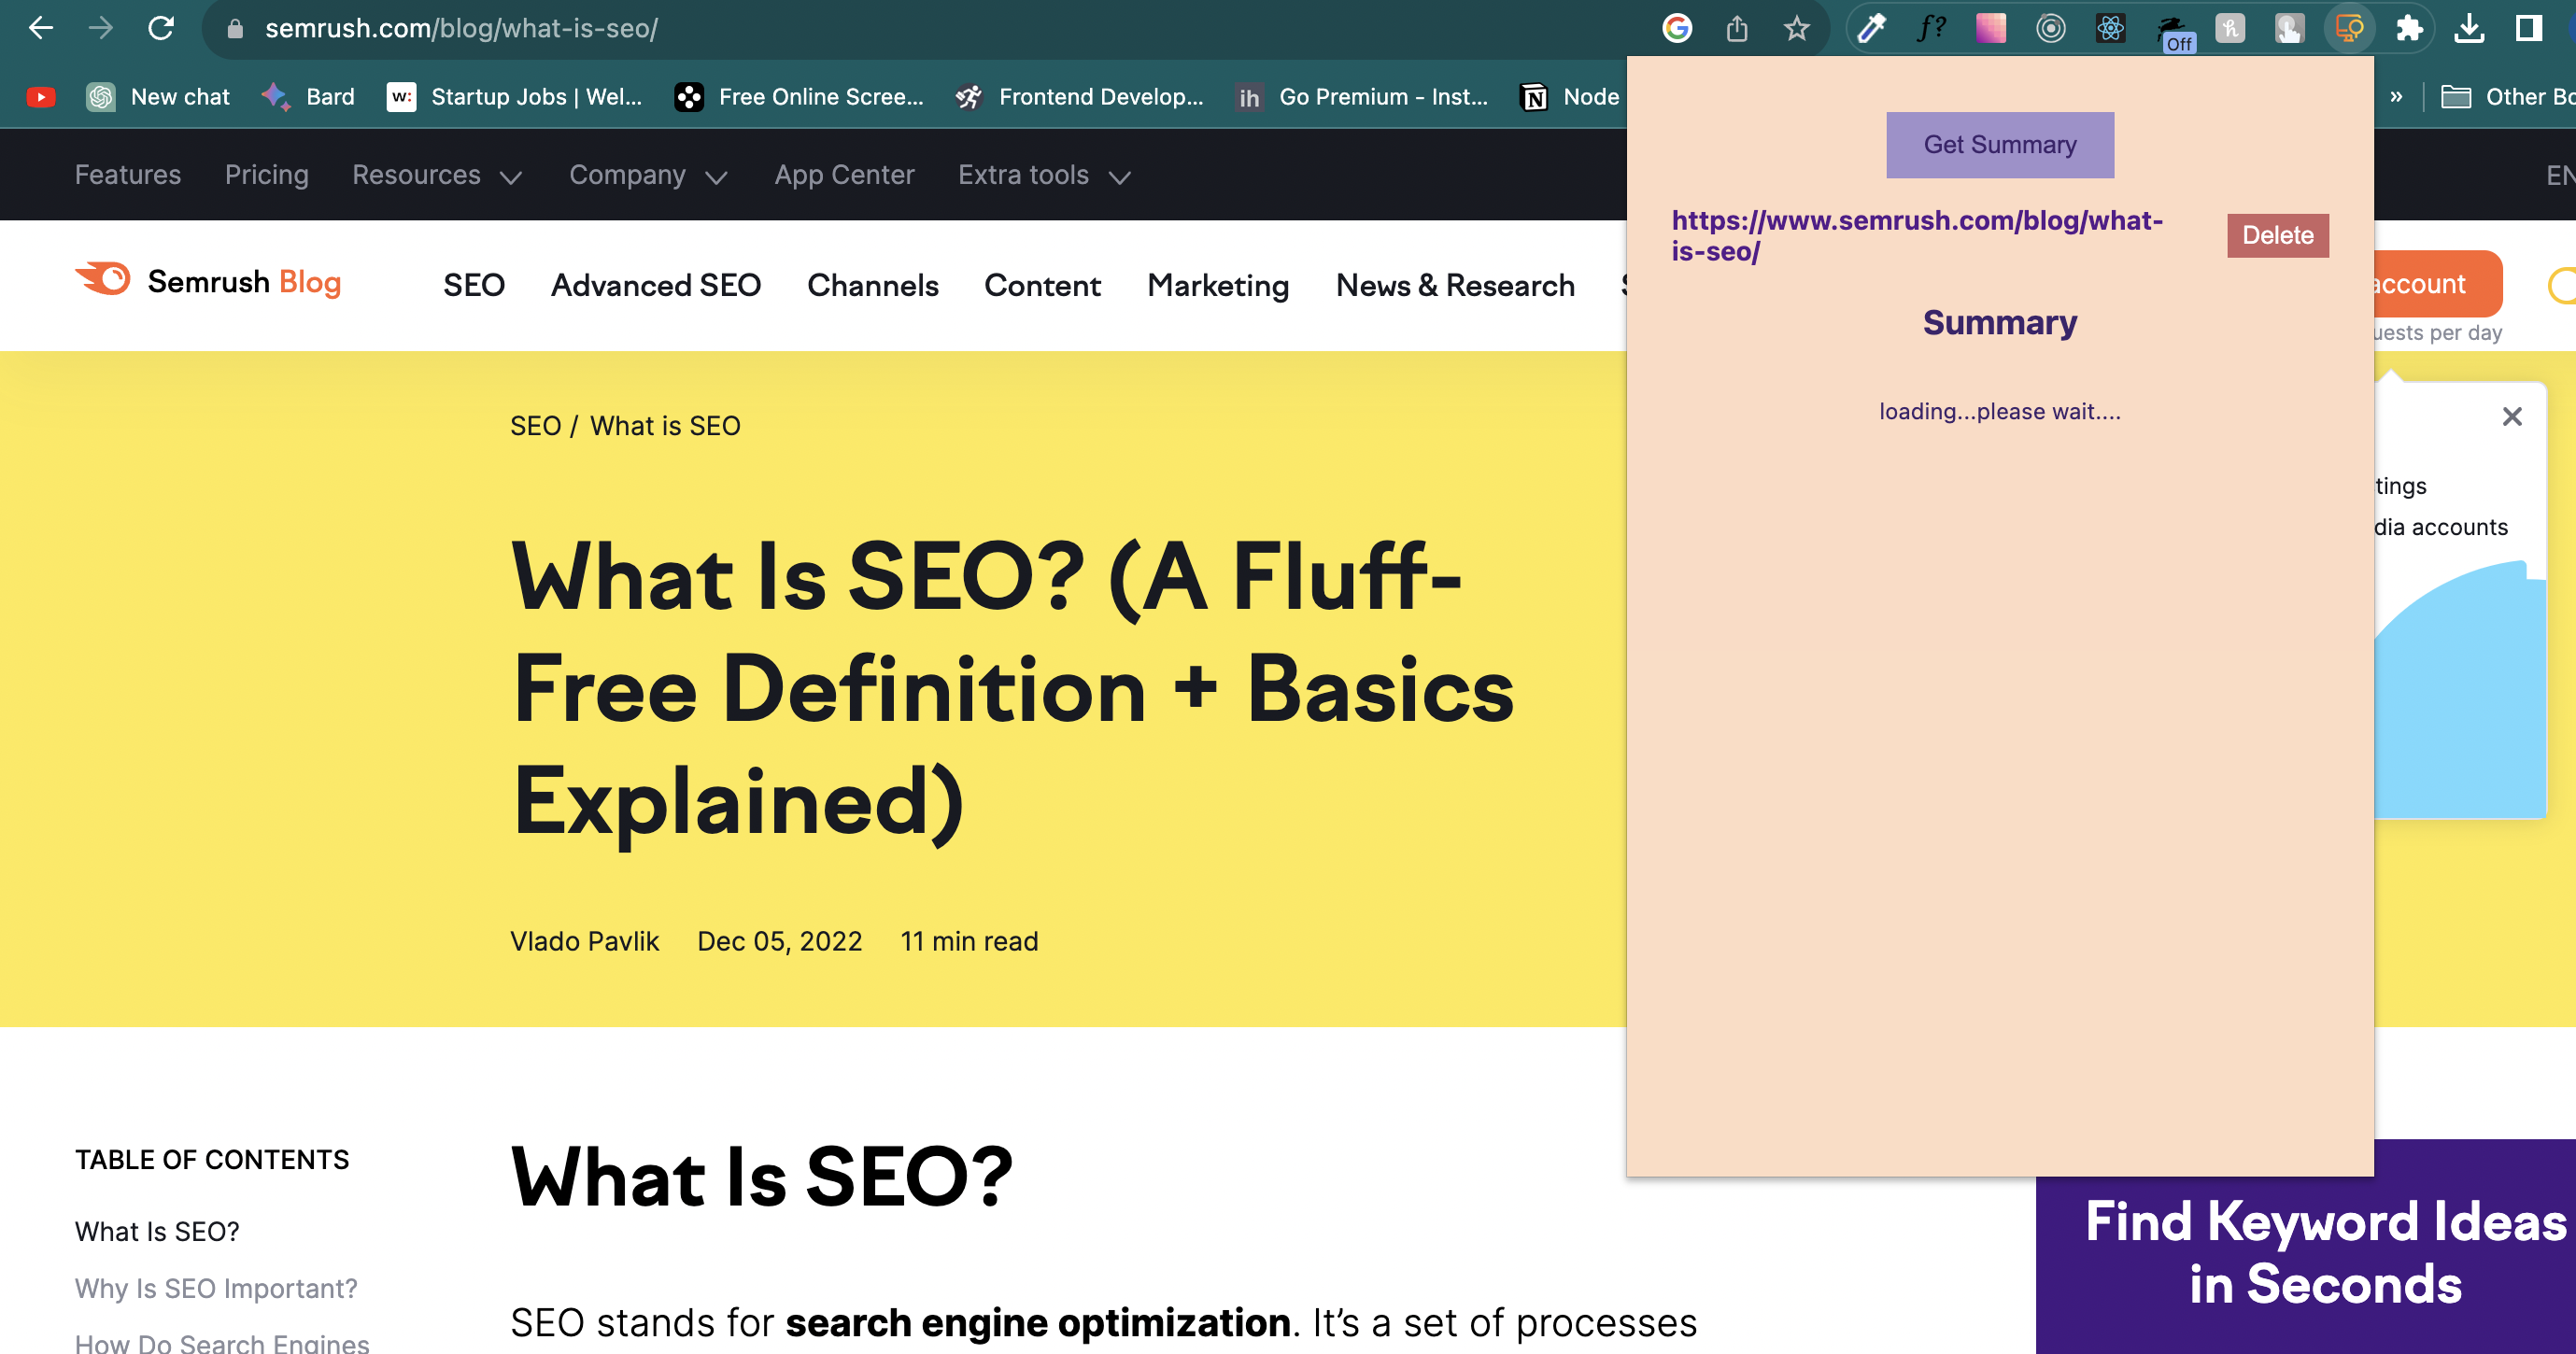 semrush.com/blog/what-is-seo/
Off
New chat
Bard
w: Startup Jobs | Wel...
Free Online Scree...
Frontend Develop...
ih Go Premium - Inst...
Node
»
Other Bo
Features Pricing Resources Company App Center Extra tools
EN
Semrush Blog
SEO Advanced SEO Channels Content Marketing News & Research
account
uests per day
SEO / What is SEO
What Is SEO? (A Fluff-
Free Definition + Basics
Explained)
Vlado Pavlik Dec 05, 2022 11 min read
Get Summary
https://www.semrush.com/blog/what-
is-seo/
Delete
Summary
loading...please wait....
tings
dia accounts
TABLE OF CONTENTS
What Is SEO?
Why Is SEO Important?
How Do Search Engines
What Is SEO?
SEO stands for search engine optimization. It’s a set of processes
Find Keyword Ideas
in Seconds